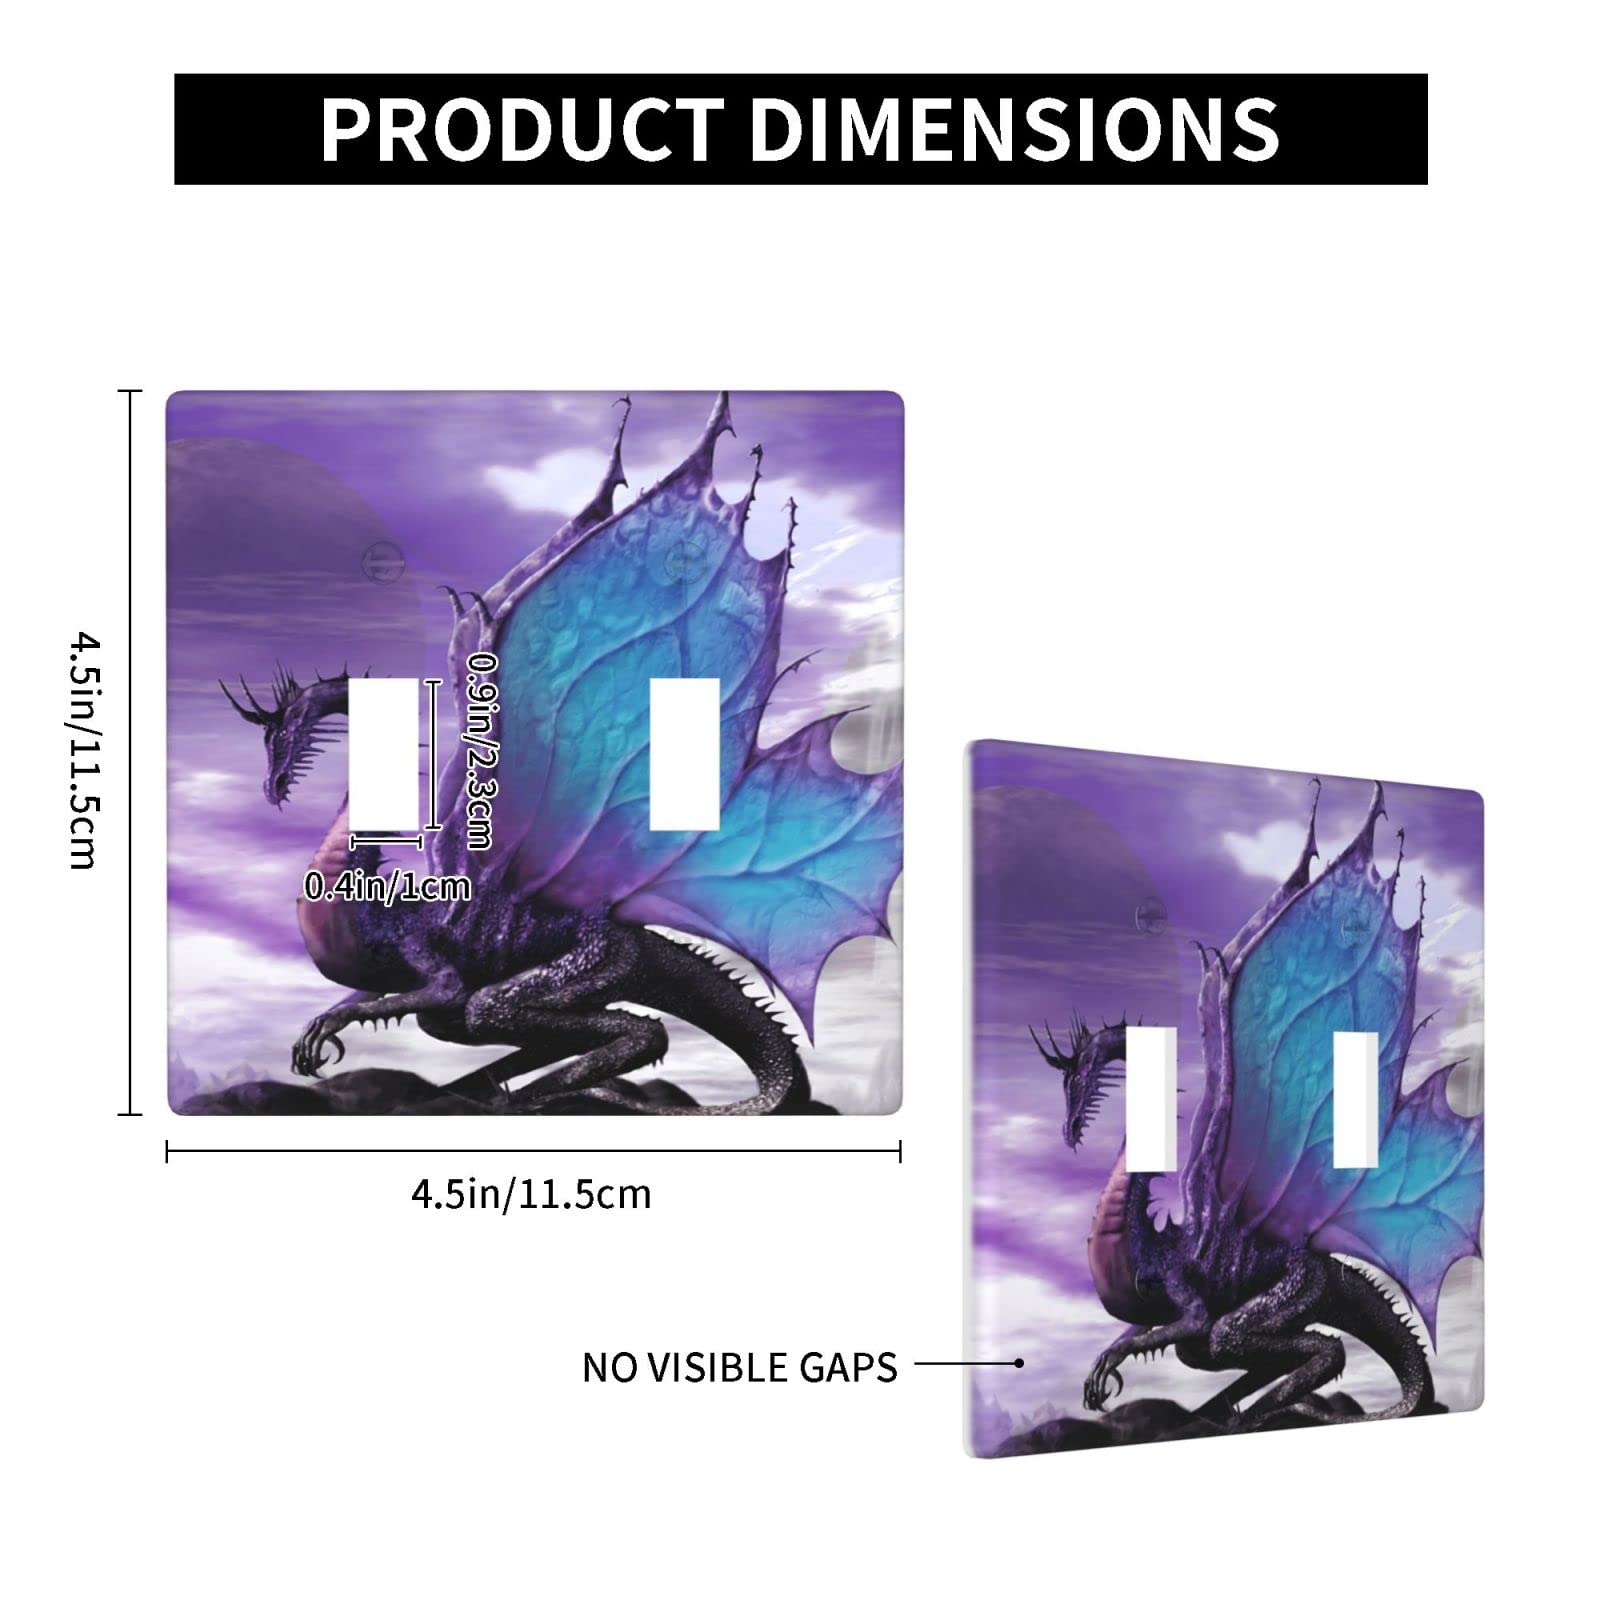 PRODUCT DIMENSIONS
4.5in/11.5cm
0.9in/2.3cm
0.4in/1cm
4.5in/11.5cm
NO VISIBLE GAPS